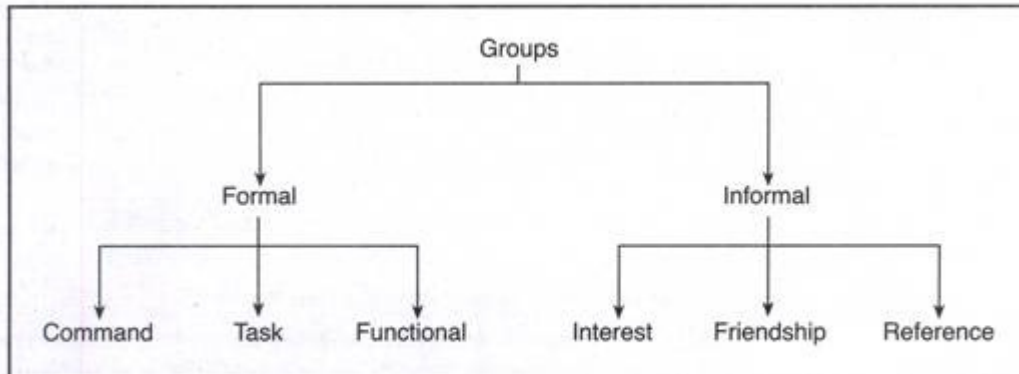 Groups
Formal Informal
Command Task Functional Interest Friendship Reference